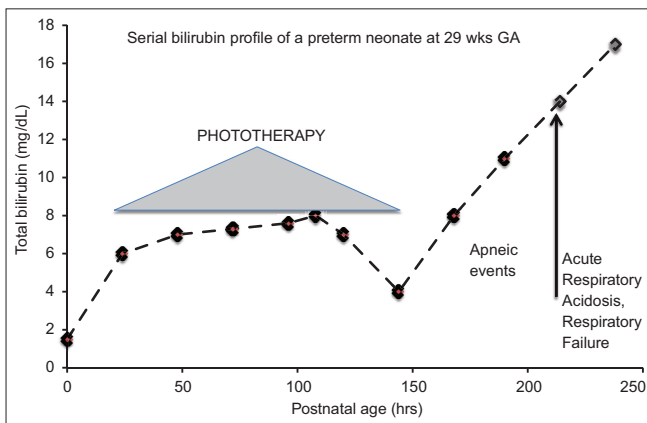 Serial bilirubin profile of a preterm neonate at 29 wks GA
Total bilirubin (mg/dL)
18
16
14
12
10
8
6
4
2
0
PHOTOTHERAPY
Apneic
events
Acute
Respiratory
Acidosis,
Respiratory
Failure
0
50
100
150
200
250
Postnatal age (hrs)